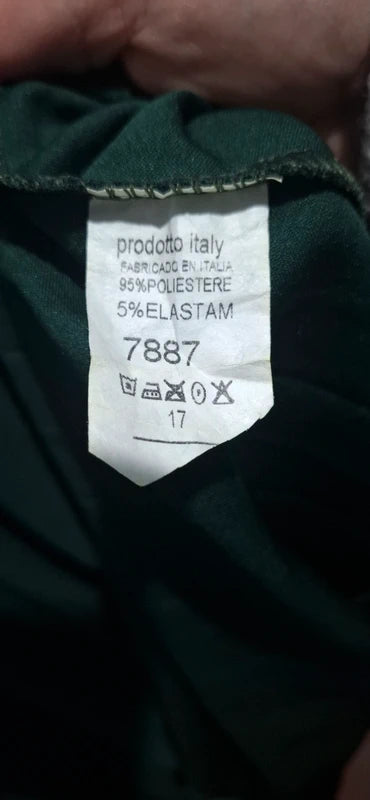 prodotto italy
FABRICADO EN ITALIA
95%POLIESTERE
5%ELASTAM
7887
17